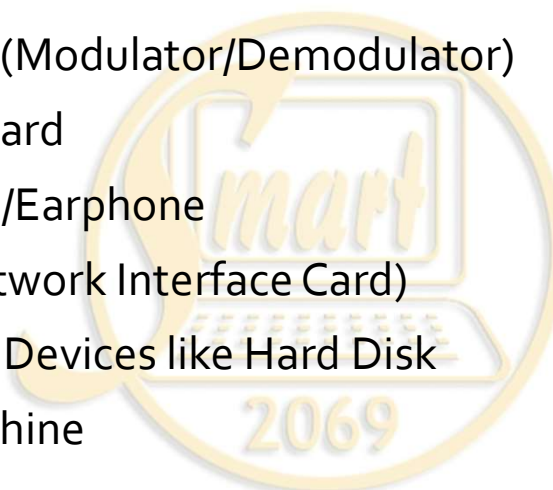 (Modulator/Demodulator)
ard
/Earphone
twork Interface Card)
Devices like Hard Disk
hine
Smart
2069